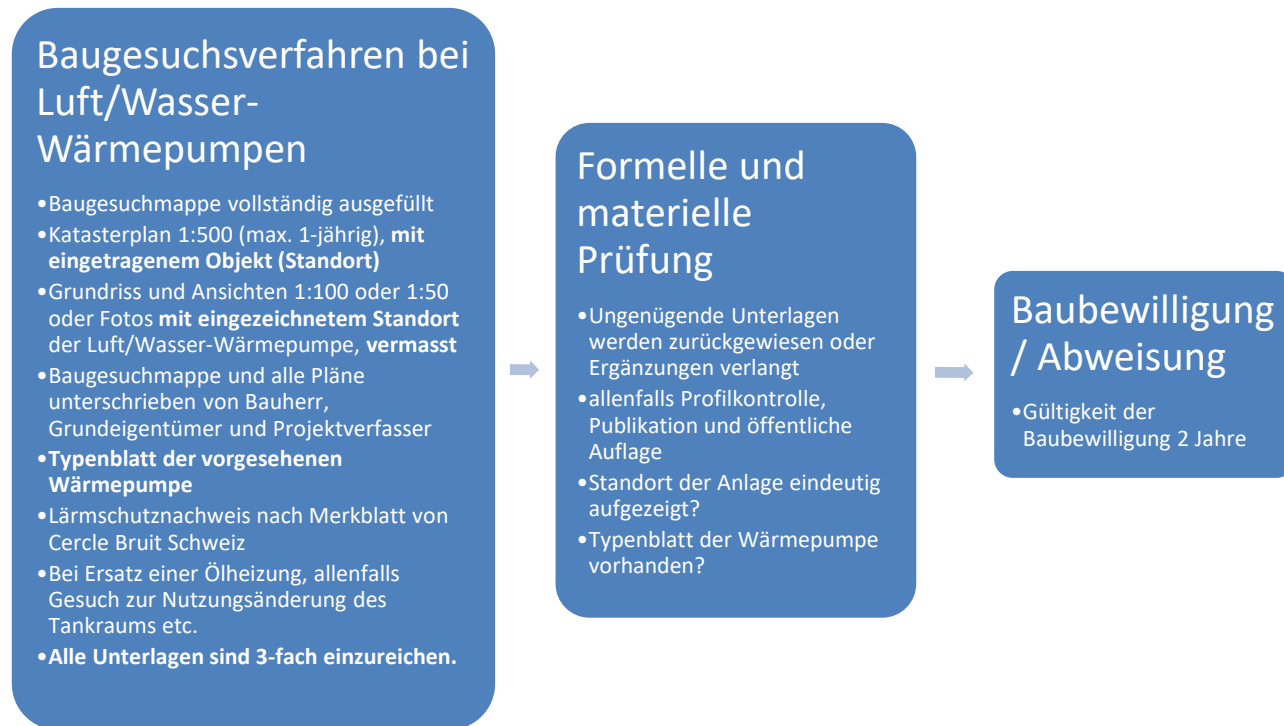 Baugesuchsverfahren bei
Luft/Wasser-
Wärmepumpen
•Baugesuchmappe vollständig ausgefüllt
•Katasterplan 1:500 (max. 1-jährig), mit
eingetragenem Objekt (Standort)
•Grundriss und Ansichten 1:100 oder 1:50
oder Fotos mit eingezeichnetem Standort
der Luft/Wasser-Wärmepumpe, vermasst
•Baugesuchmappe und alle Pläne
unterschrieben von Bauherr,
Grundeigentümer und Projektverfasser
•Typenblatt der vorgesehenen
Wärmepumpe
•Lärmschutznachweis nach Merkblatt von
Cercle Bruit Schweiz
•Bei Ersatz einer Ölheizung, allenfalls
Gesuch zur Nutzungsänderung des
Tankraums etc.
•Alle Unterlagen sind 3-fach einzureichen.
Formelle und
materielle
Prüfung
•Ungenügende Unterlagen
werden zurückgewiesen oder
Ergänzungen verlangt
•allenfalls Profilkontrolle,
Publikation und öffentliche
Auflage
•Standort der Anlage eindeutig
aufgezeigt?
•Typenblatt der Wärmepumpe
vorhanden?
Baubewilligung
/ Abweisung
•Gültigkeit der
Baubewilligung 2 Jahre